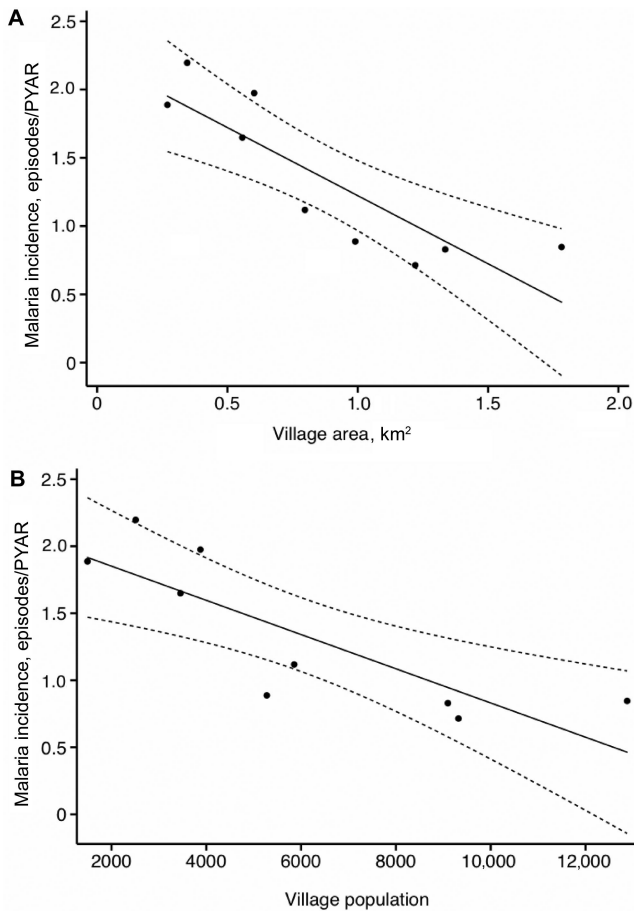 A
Malaria incidence, episodes/PYAR
2.5
2.0
1.5
1.0
0.5
0
0 0.5 1.0 1.5 2.0
Village area, km²
B
Malaria incidence, episodes/PYAR
2.5
2.0
1.5
1.0
0.5
0
2000 4000 6000 8000 10,000 12,000
Village population